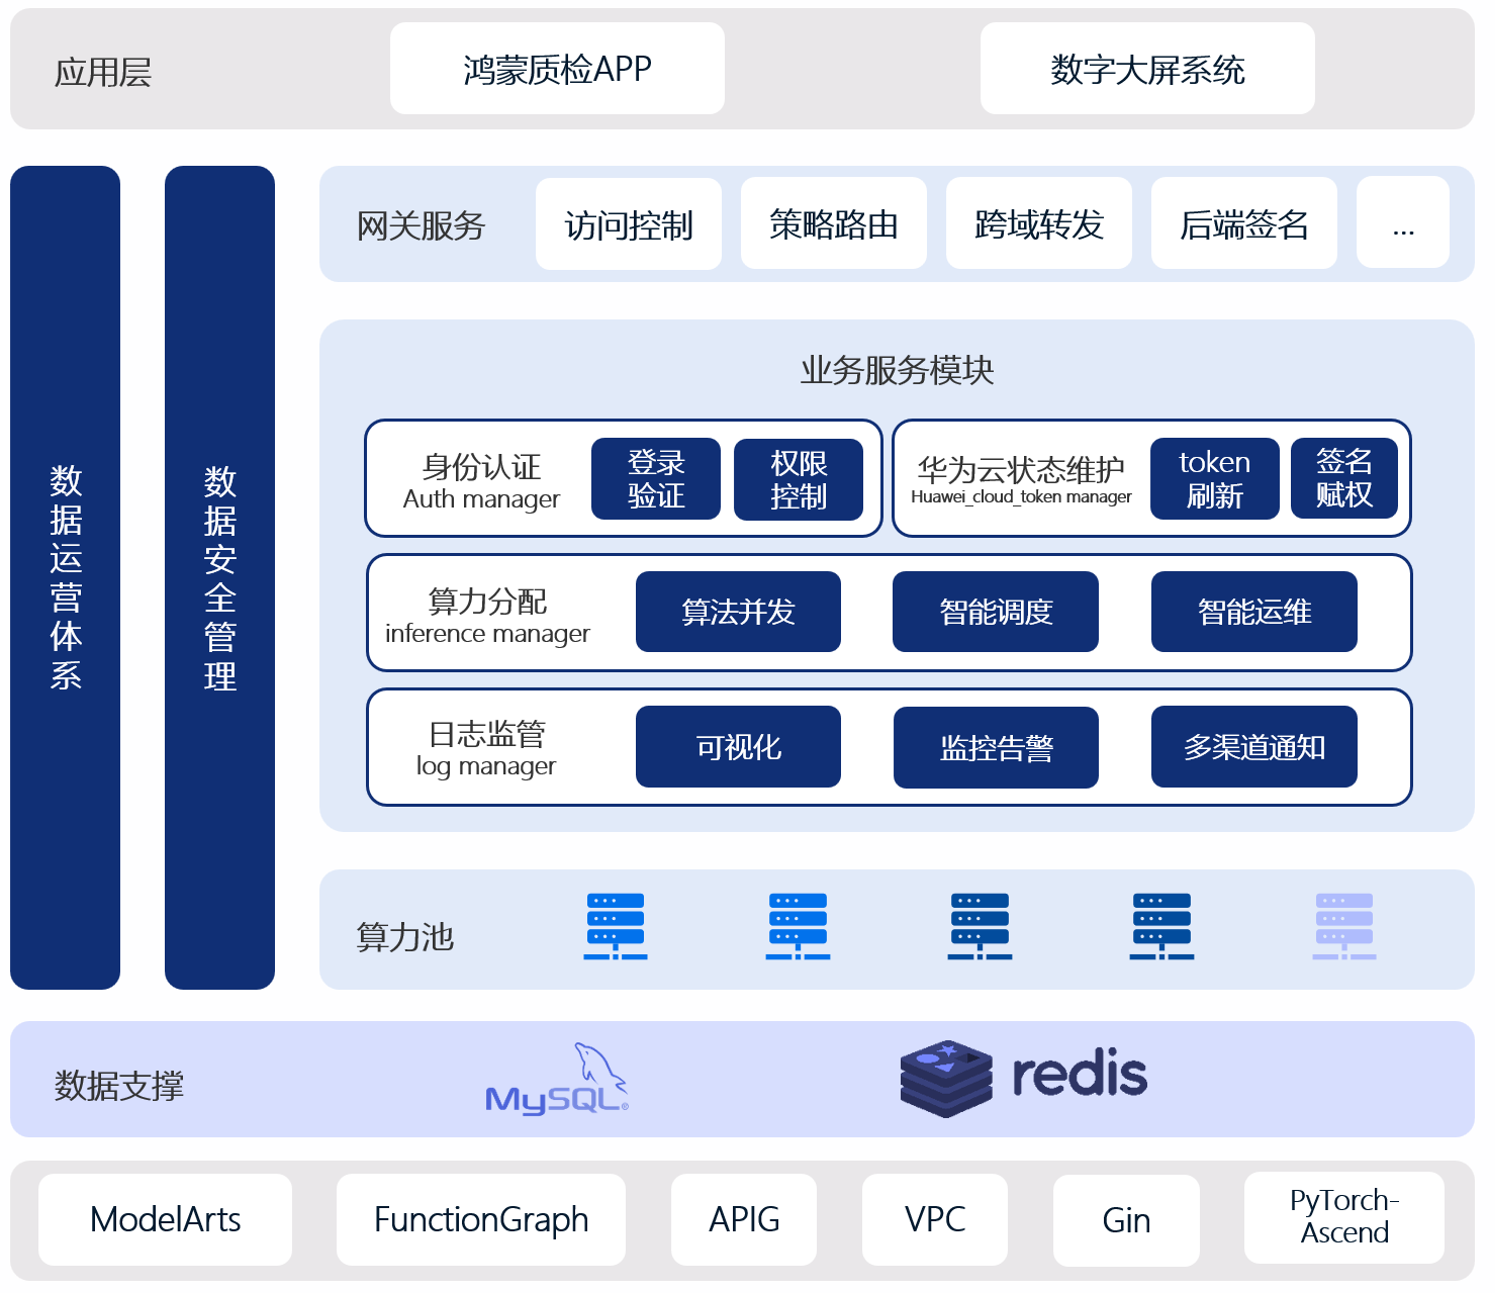 应用层
鸿蒙质检APP
数字大屏系统
数据运营体系
数据安全管理
网关服务
访问控制
策略路由
跨域转发
后端签名
...
业务服务模块
身份认证
Auth manager
登录
验证
权限
控制
华为云状态维护
Huawei_cloud_token manager
token
刷新
签名
赋权
算力分配
inference manager
算法并发
智能调度
智能运维
日志监管
log manager
可视化
监控告警
多渠道通知
算力池
数据支撑
MySQL®
redis
ModelArts
FunctionGraph
APIG
VPC
Gin
PyTorch-
Ascend